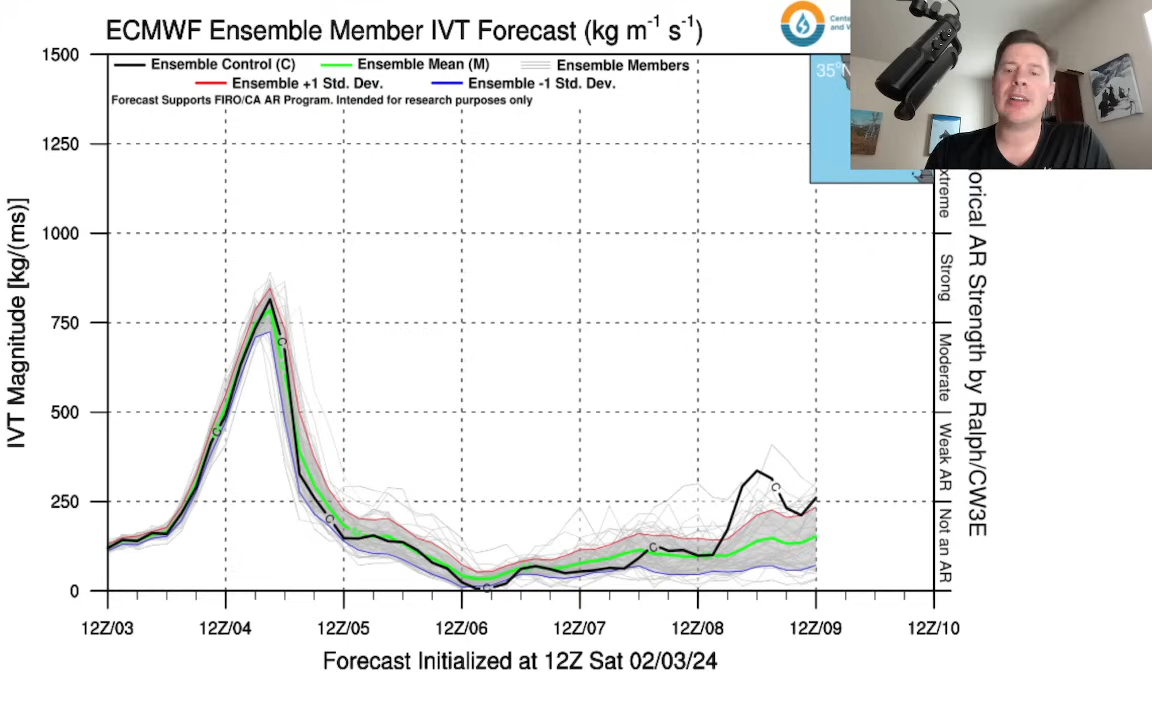 ECMWF Ensemble Member IVT Forecast (kg m⁻¹ s⁻¹)
Cente
and V
Ensemble Control (C)
Ensemble Mean (M)
Ensemble Members
Ensemble +1 Std. Dev.
Ensemble -1 Std. Dev.
Forecast Supports FIRO/CA AR Program. Intended for research purposes only
35°N
IVT Magnitude [kg/(ms)]
1500
1250
1000
750
500
250
0
C
C
C
C
C
C
xtreme
Strong
Moderate
Weak AR
Not an AR
orical AR Strength by Ralph/CW3E
12Z/03
12Z/04
12Z/05
12Z/06
12Z/07
12Z/08
12Z/09
12Z/10
Forecast Initialized at 12Z Sat 02/03/24